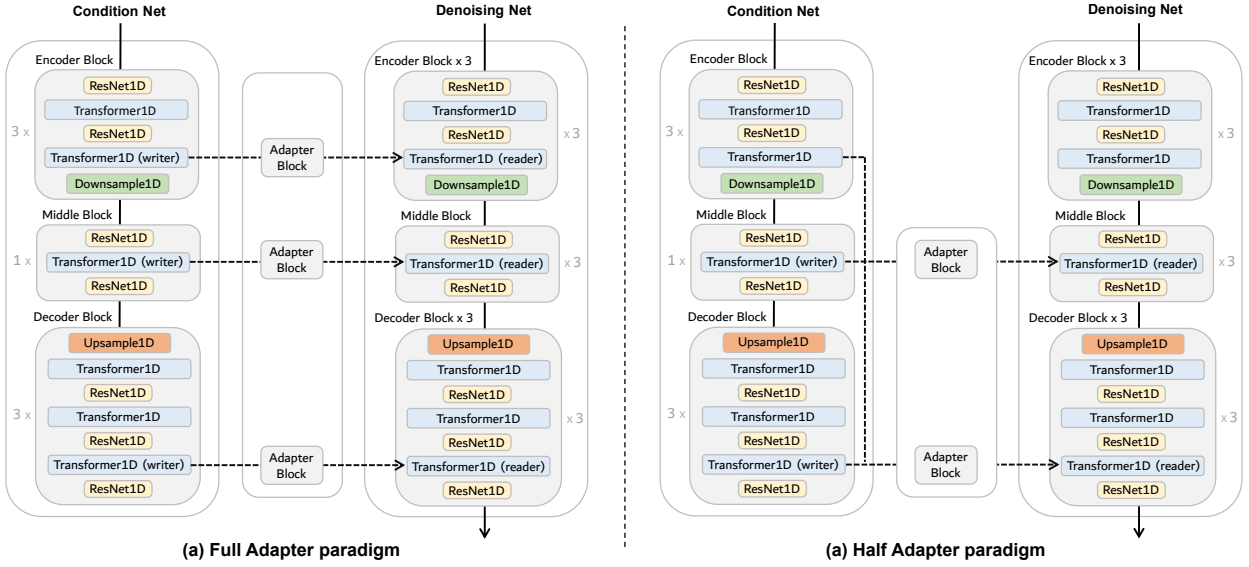 Condition Net
Encoder Block
3 x
ResNet1D
Transformer1D
ResNet1D
Transformer1D (writer)
Downsample1D
Middle Block
1 x
ResNet1D
Transformer1D (writer)
ResNet1D
Decoder Block
3 x
Upsample1D
Transformer1D
ResNet1D
Transformer1D
ResNet1D
Transformer1D (writer)
ResNet1D
Adapter
Block
Adapter
Block
Adapter
Block
Denoising Net
Encoder Block x 3
ResNet1D
Transformer1D
ResNet1D
Transformer1D (reader)
Downsample1D
x 3
Middle Block
ResNet1D
Transformer1D (reader)
ResNet1D
x 3
Decoder Block x 3
Upsample1D
Transformer1D
ResNet1D
Transformer1D
ResNet1D
Transformer1D (reader)
ResNet1D
x 3
(a) Full Adapter paradigm
Condition Net
Encoder Block
3 x
ResNet1D
Transformer1D
ResNet1D
Transformer1D
Downsample1D
Middle Block
1 x
ResNet1D
Transformer1D (writer)
ResNet1D
Decoder Block
3 x
Upsample1D
Transformer1D
ResNet1D
Transformer1D
ResNet1D
Transformer1D (writer)
ResNet1D
Adapter
Block
Adapter
Block
Denoising Net
Encoder Block x 3
ResNet1D
Transformer1D
ResNet1D
Transformer1D
Downsample1D
x 3
Middle Block
ResNet1D
Transformer1D (reader)
ResNet1D
x 3
Decoder Block x 3
Upsample1D
Transformer1D
ResNet1D
Transformer1D
ResNet1D
Transformer1D (reader)
ResNet1D
x 3
(a) Half Adapter paradigm